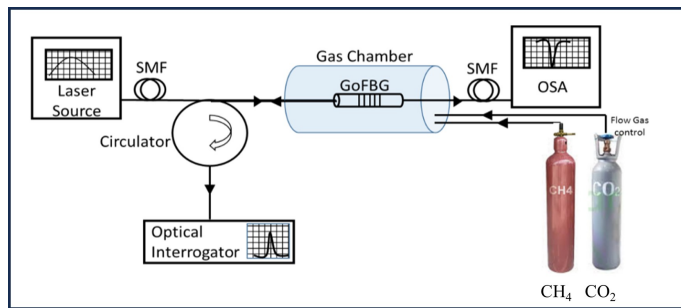 Gas Chamber
SMF
Laser
Source
GoFBG
SMF
OSA
Circulator
Flow Gas
control
CH4
CO2
Optical
Interrogator
CH₄ CO₂